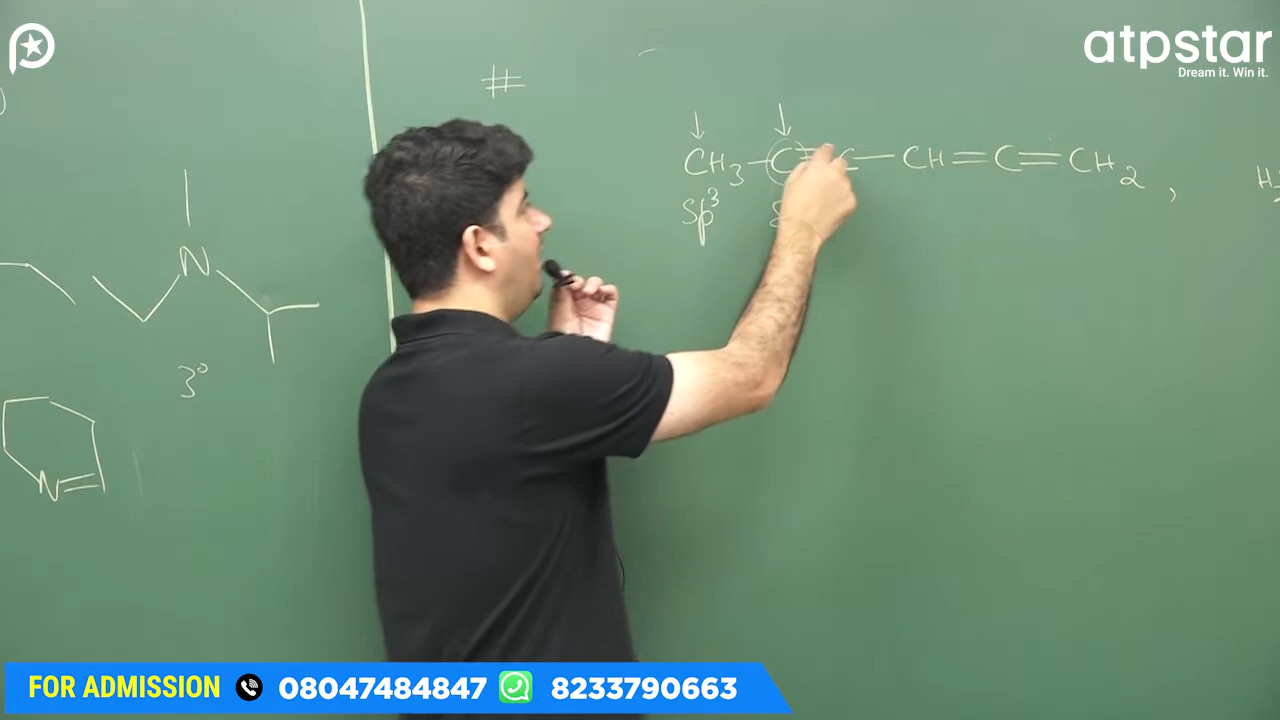 atpstar
Dream it. Win it.
#
↓ ↓
CH3 — C ≡ C — CH = C = CH2 ,
sp3
N
3°
N
FOR ADMISSION 08047484847 8233790663